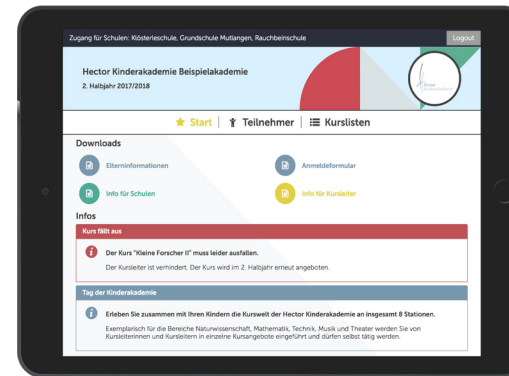 Zugang für Schulen: Klösterleschule, Grundschule Mutlangen, Rauchbeinschule
Logout
Hector Kinderakademie Beispielakademie
2. Halbjahr 2017/2018
Start | Teilnehmer | Kurslisten
Downloads
Elterninformationen
Anmeldeformular
Info für Schulen
Info für Kursleiter
Infos
Kurs fällt aus
Der Kurs "Kleine Forscher II" muss leider ausfallen.
Der Kursleiter ist verhindert. Der Kurs wird im 2. Halbjahr erneut angeboten.
Tag der Kinderakademie
Erleben Sie zusammen mit Ihren Kindern die Kurswelt der Hector Kinderakademie an insgesamt 8 Stationen.
Exemplarisch für die Bereiche Naturwissenschaft, Mathematik, Technik, Musik und Theater werden Sie von
Kursleiterinnen und Kursleitern in einzelne Kursangebote eingeführt und dürfen selbst tätig werden.